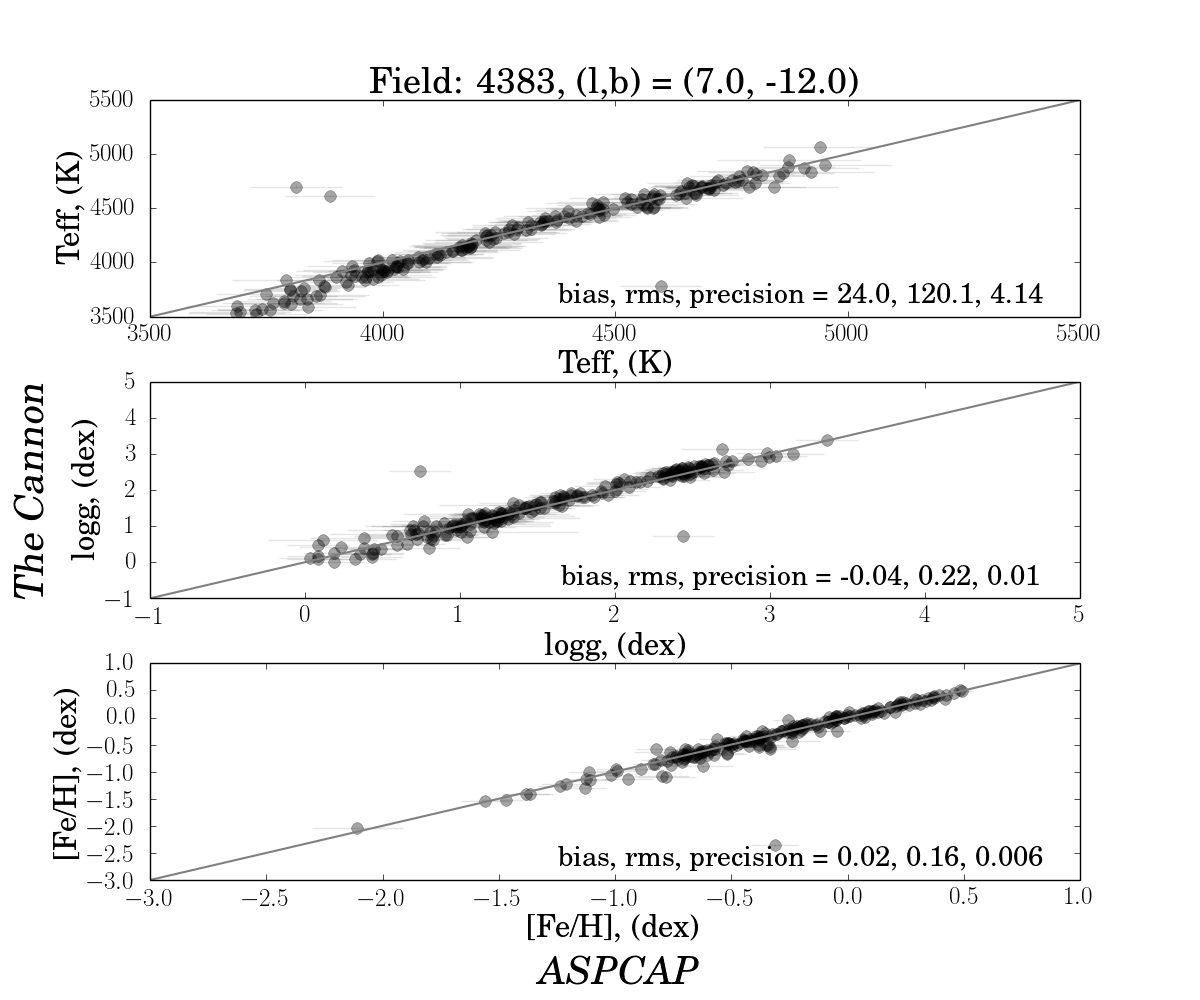 Field: 4383, (l,b) = (7.0, -12.0)
5500
5000
4500
4000
3500
Teff, (K)
bias, rms, precision = 24.0, 120.1, 4.14
3500 4000 4500 5000 5500
Teff, (K)
The Cannon
5
4
3
2
1
0
−1
logg, (dex)
bias, rms, precision = -0.04, 0.22, 0.01
−1 0 1 2 3 4 5
logg, (dex)
1.0
0.5
0.0
−0.5
−1.0
−1.5
−2.0
−2.5
−3.0
[Fe/H], (dex)
bias, rms, precision = 0.02, 0.16, 0.006
−3.0 −2.5 −2.0 −1.5 −1.0 −0.5 0.0 0.5 1.0
[Fe/H], (dex)
ASPCAP